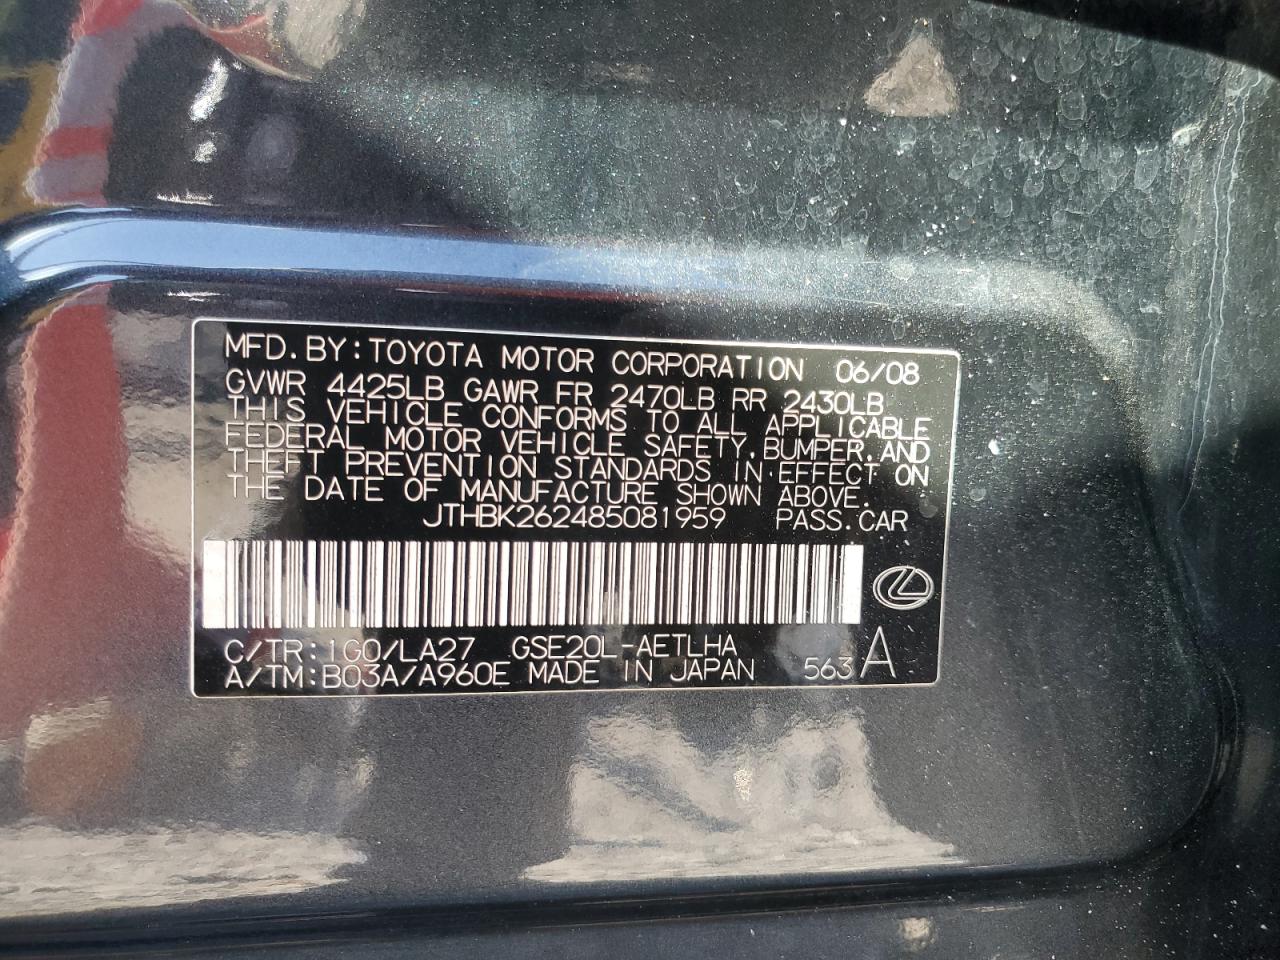 MFD.BY:TOYOTA MOTOR CORPORATION 06/08
GVWR 4425LB GAWR FR 2470LB RR 2430LB
THIS VEHICLE CONFORMS TO ALL APPLICABLE
FEDERAL MOTOR VEHICLE SAFETY,BUMPER,AND
THEFT PREVENTION STANDARDS IN EFFECT ON
THE DATE OF MANUFACTURE SHOWN ABOVE.
JTHBK262485081959 PASS.CAR
C/TR:1G0/LA27 GSE20L-AETLHA
A/TM:B03A/A960E MADE IN JAPAN 563A